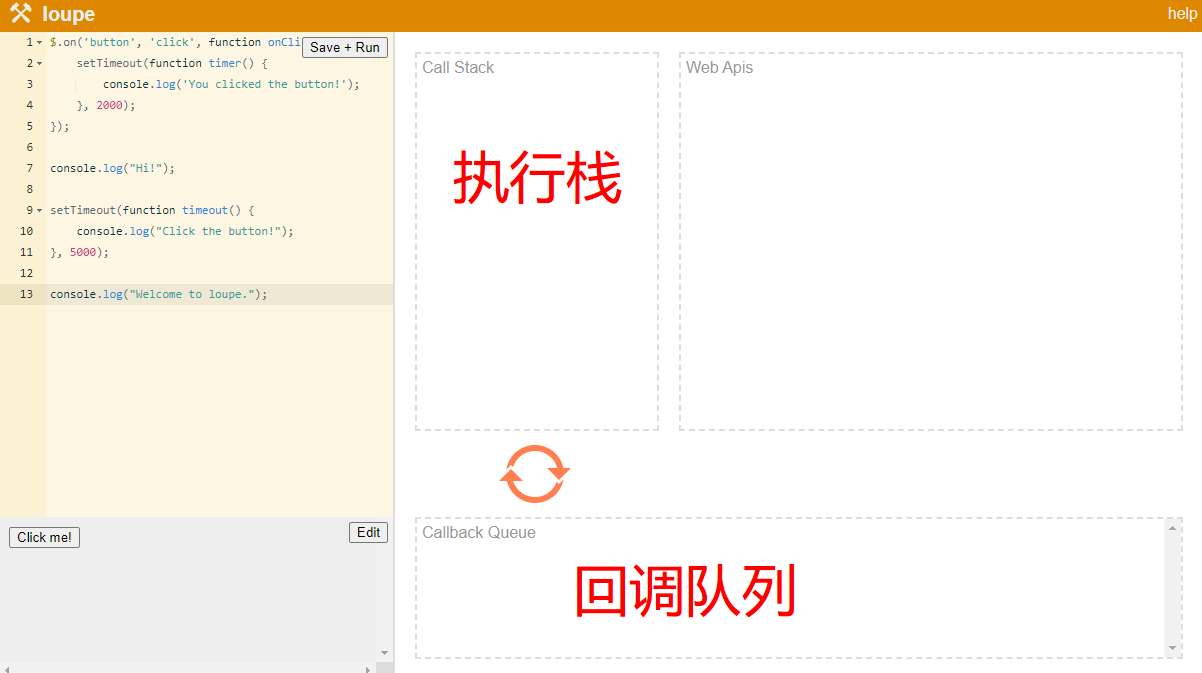 loupe
help
1 $.on('button', 'click', function onCli
Save + Run
2 setTimeout(function timer() {
3 console.log('You clicked the button!');
4 }, 2000);
5 });
6
7 console.log("Hi!");
8
9 setTimeout(function timeout() {
10 console.log("Click the button!");
11 }, 5000);
12
13 console.log("Welcome to loupe.");
Click me!
Edit
Call Stack
执行栈
Web Apis
Callback Queue
回调队列